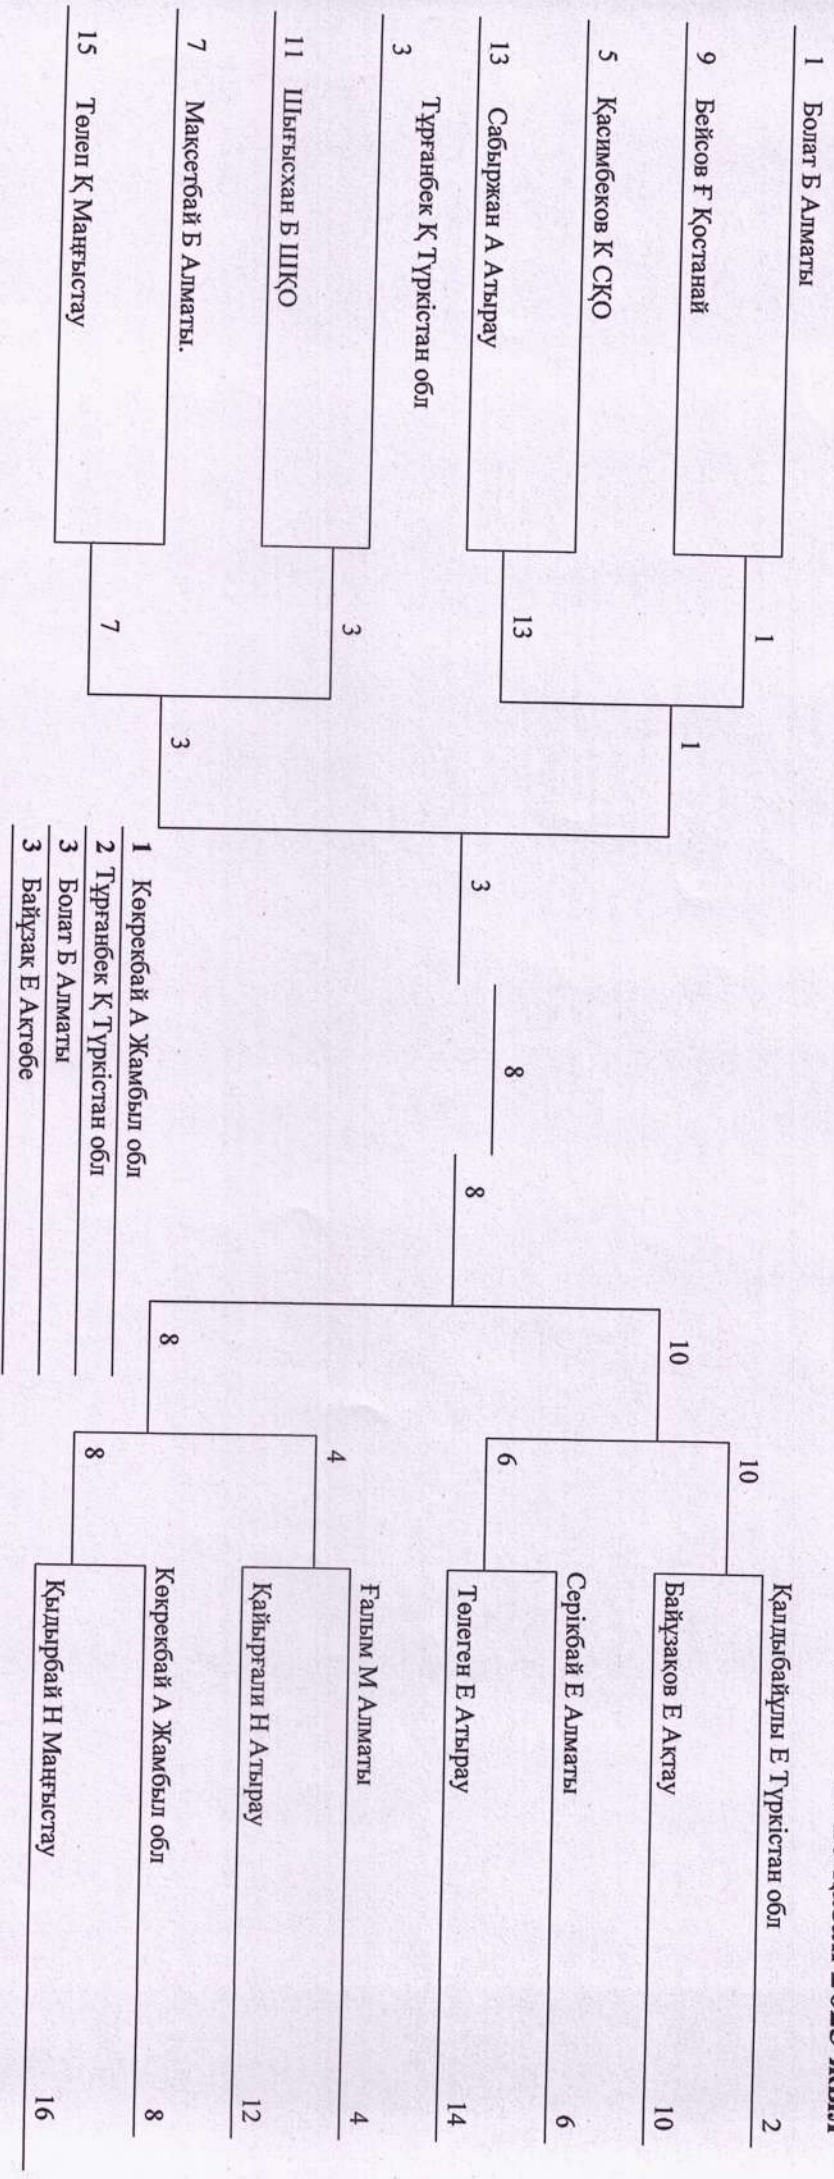 2023 ЖЫЛ
1 Болат Б Алматы
9 Бейсов Ғ Қостанай
5 Қасимбеков К СҚО
13 Сабыржан А Атырау
3 Тұрғанбек Қ Түркістан обл
11 Шығысхан Б ШҚО
7 Мақсетбай Б Алматы.
15 Төлеп Қ Маңғыстау
1
13
3
7
1
3
3
8
8
10
8
10
6
4
8
Қалдыбайұлы Е Түркістан обл 2
Байұзақов Е Ақтау 10
Серікбай Е Алматы 6
Төлеген Е Атырау 14
Ғалым М Алматы 4
Қайырғали Н Атырау 12
Көкрекбай А Жамбыл обл 8
Қыдырбай Н Маңғыстау 16
1 Көкрекбай А Жамбыл обл
2 Тұрғанбек Қ Түркістан обл
3 Болат Б Алматы
3 Байұзақ Е Ақтөбе